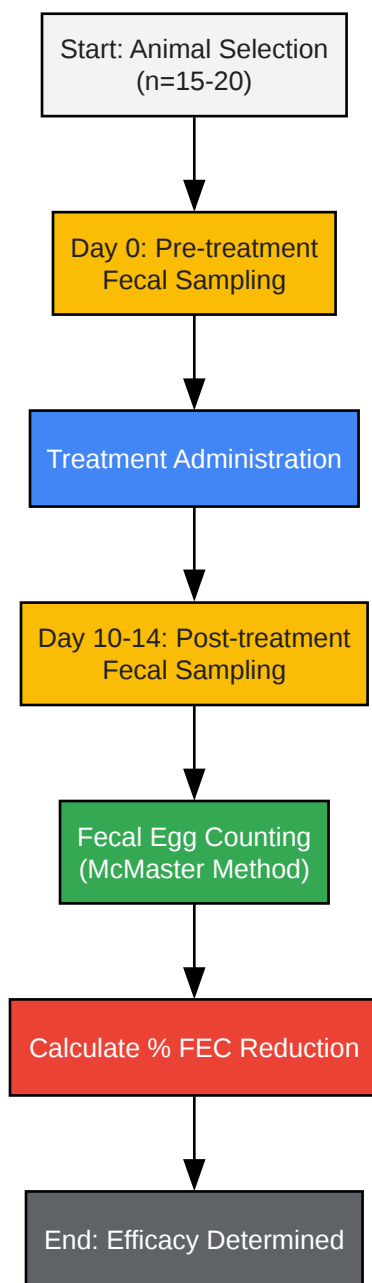 Start: Animal Selection
(n=15-20)
Day 0: Pre-treatment
Fecal Sampling
Treatment Administration
Day 10-14: Post-treatment
Fecal Sampling
Fecal Egg Counting
(McMaster Method)
Calculate % FEC Reduction
End: Efficacy Determined